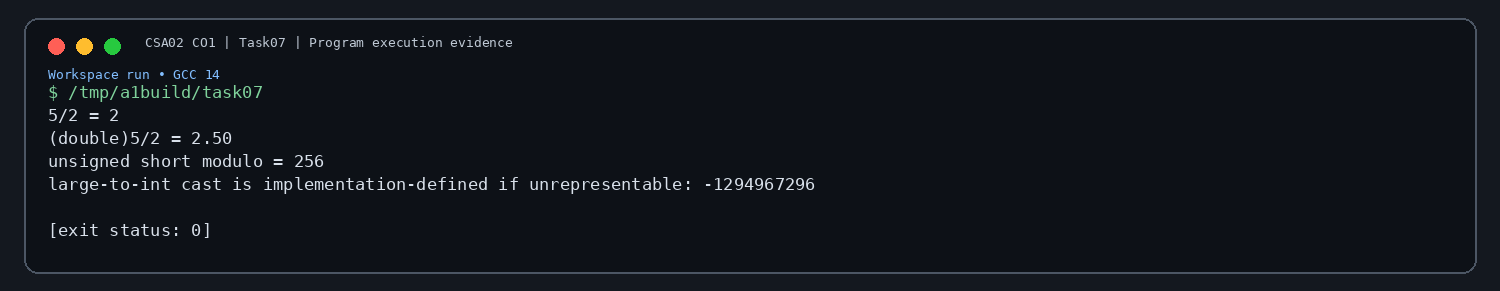 CSA02 CO1 | Task07 | Program execution evidence
Workspace run • GCC 14
$ /tmp/a1build/task07
5/2 = 2
(double)5/2 = 2.50
unsigned short modulo = 256
large-to-int cast is implementation-defined if unrepresentable: -1294967296
[exit status: 0]